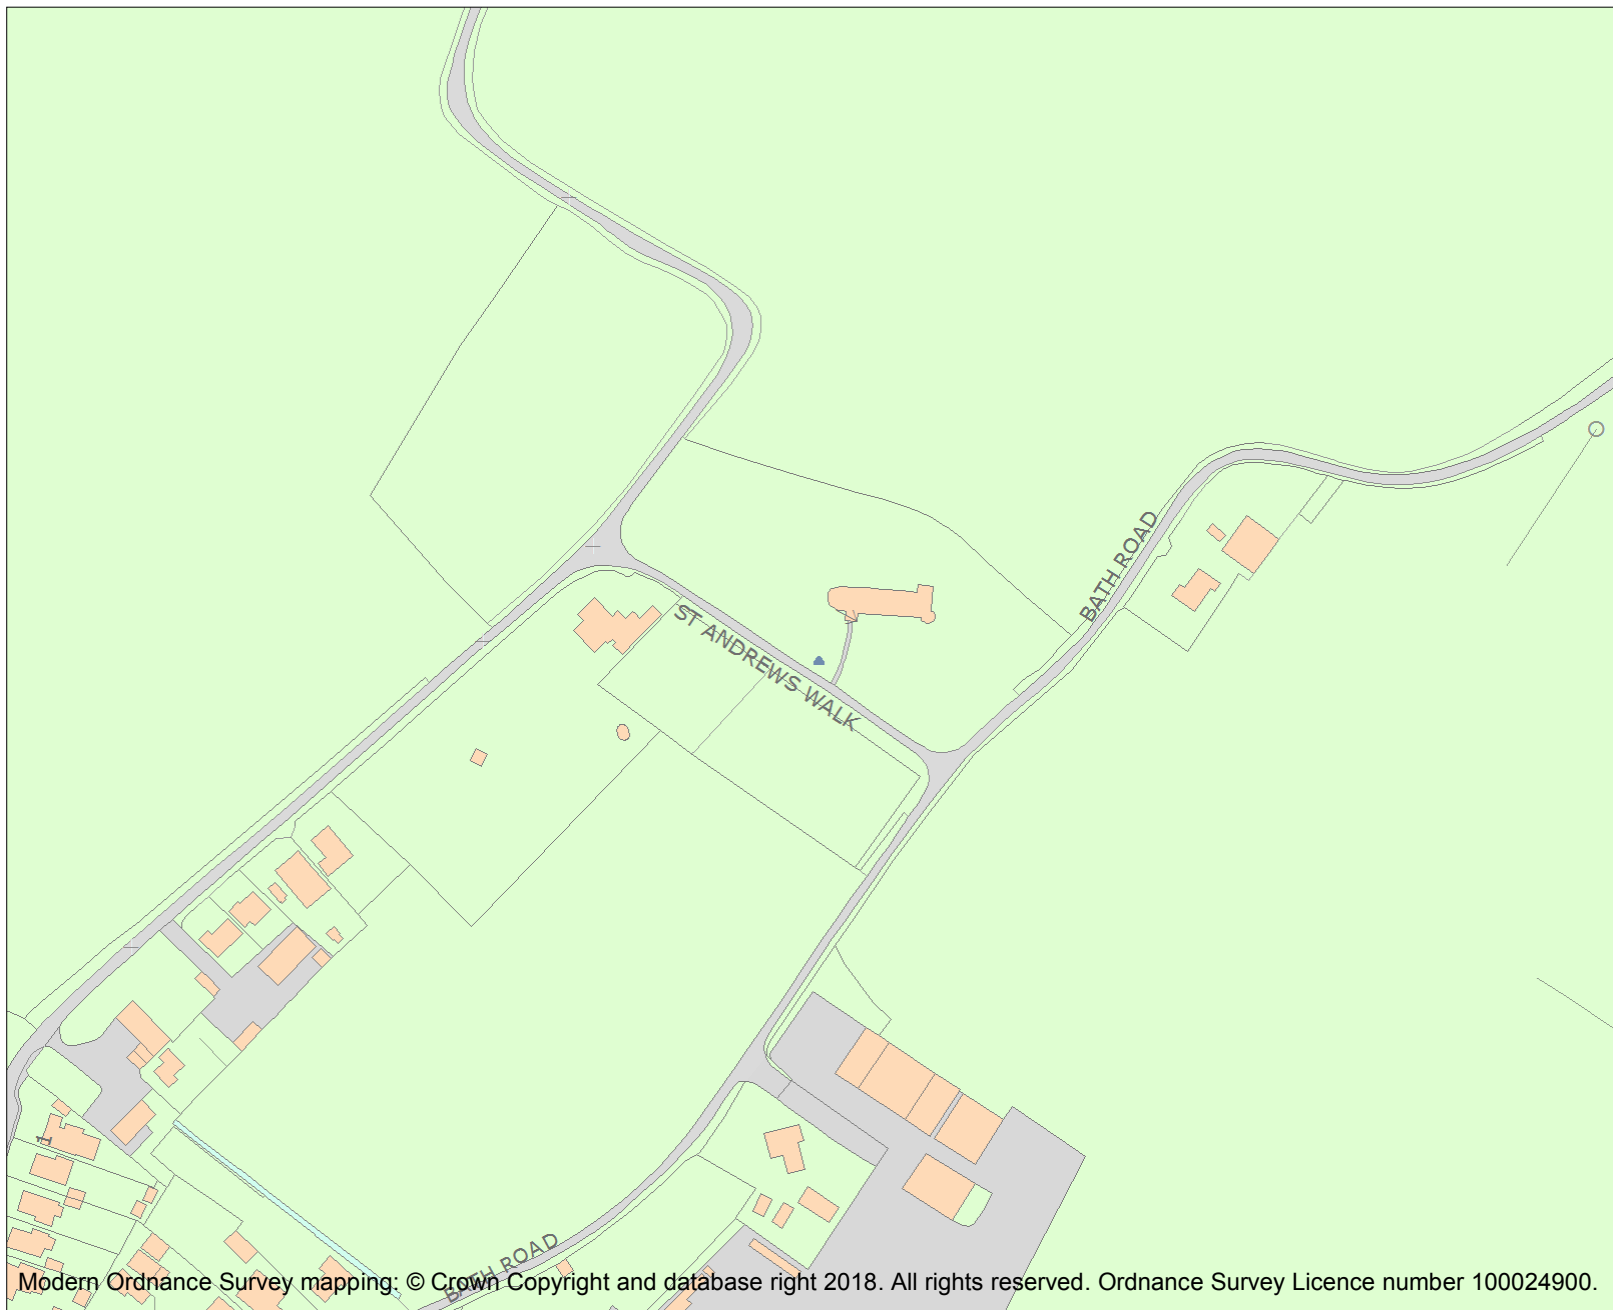 BATH ROAD
ST ANDREWS WALK
1
BATH ROAD
Modern Ordnance Survey mapping: © Crown Copyright and database right 2018. All rights reserved. Ordnance Survey Licence number 100024900.